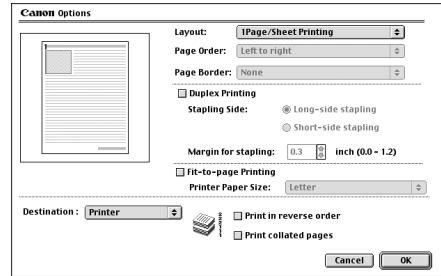 Canon Options
Layout: 1Page/Sheet Printing
Page Order: Left to right
Page Border: None
Duplex Printing
Stapling Side: Long-side stapling
Short-side stapling
Margin for stapling: 0.3 inch (0.0 - 1.2)
Fit-to-page Printing
Printer Paper Size: Letter
Destination : Printer
Print in reverse order
Print collated pages
Cancel OK